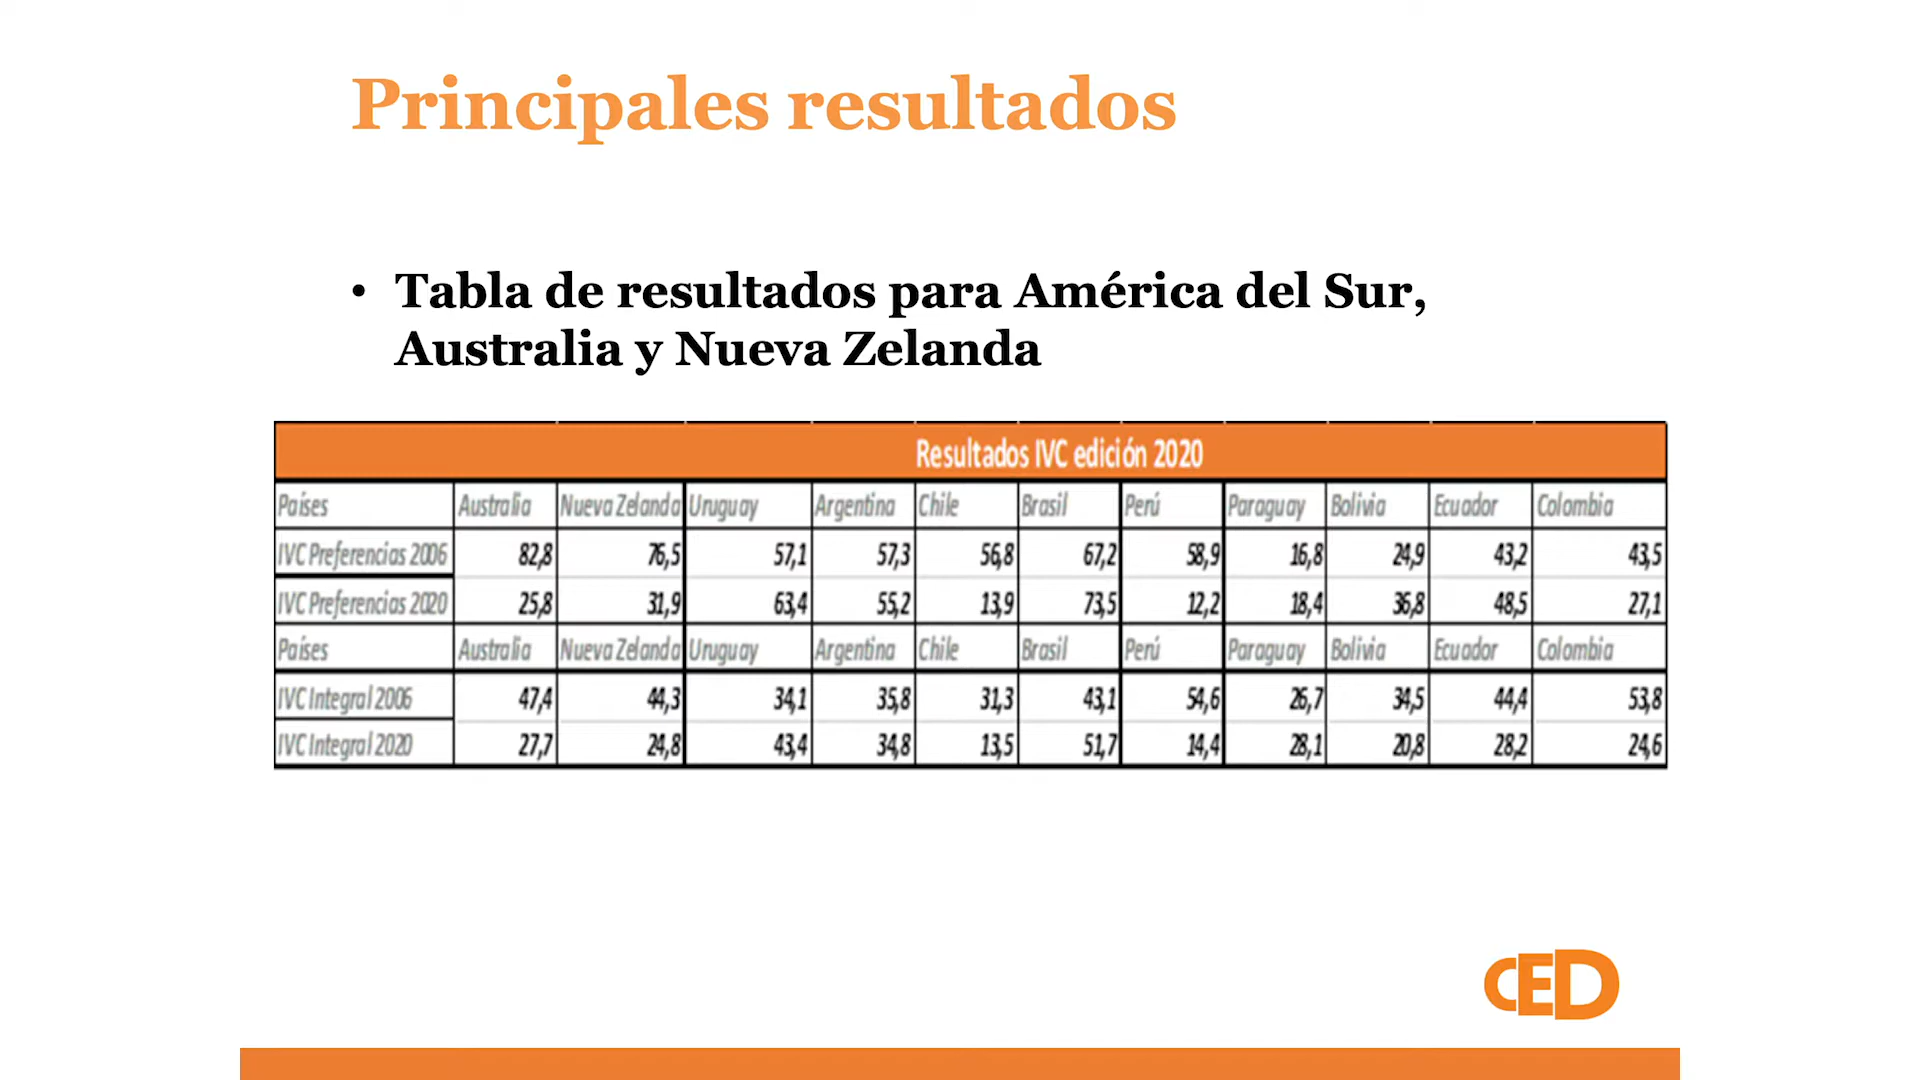 Principales resultados
• Tabla de resultados para América del Sur,
Australia y Nueva Zelanda
Resultados IVC edición 2020
Países Australia Nueva Zelanda Uruguay Argentina Chile Brasil Perú Paraguay Bolivia Ecuador Colombia
IVC Preferencias 2006 82,8 76,5 57,1 57,3 56,8 67,2 58,9 16,8 24,9 43,2 43,5
IVC Preferencias 2020 25,8 31,9 63,4 55,2 13,9 73,5 12,2 18,4 36,8 48,5 27,1
Países Australia Nueva Zelanda Uruguay Argentina Chile Brasil Perú Paraguay Bolivia Ecuador Colombia
IVC Integral 2006 47,4 44,3 34,1 35,8 31,3 43,1 54,6 26,7 34,5 44,4 53,8
IVC Integral 2020 27,7 24,8 43,4 34,8 13,5 51,7 14,4 28,1 20,8 28,2 24,6
CED